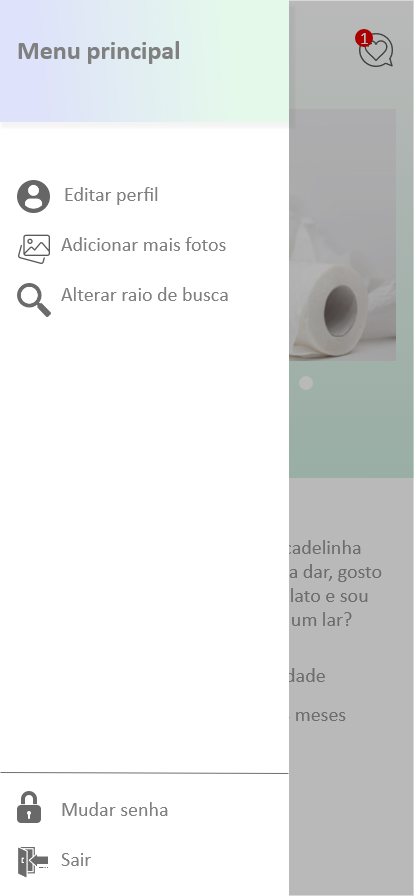 Menu principal
1
Editar perfil
Adicionar mais fotos
Alterar raio de busca
cadelinha
a dar, gosto
lato e sou
um lar?
dade
meses
Mudar senha
Sair